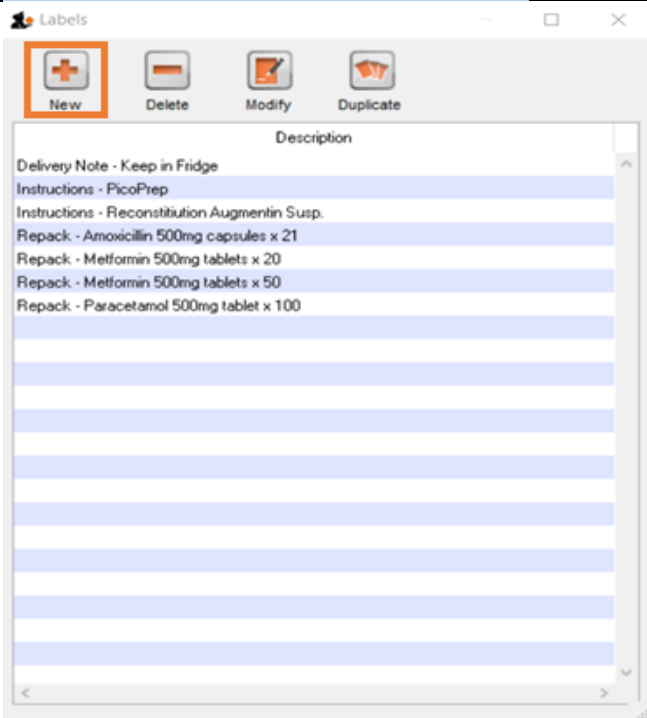 Labels
New Delete Modify Duplicate
Description
Delivery Note - Keep in Fridge
Instructions - PicoPrep
Instructions - Reconstitiution Augmentin Susp.
Repack - Amoxicillin 500mg capsules x 21
Repack - Metformin 500mg tablets x 20
Repack - Metformin 500mg tablets x 50
Repack - Paracetamol 500mg tablet x 100